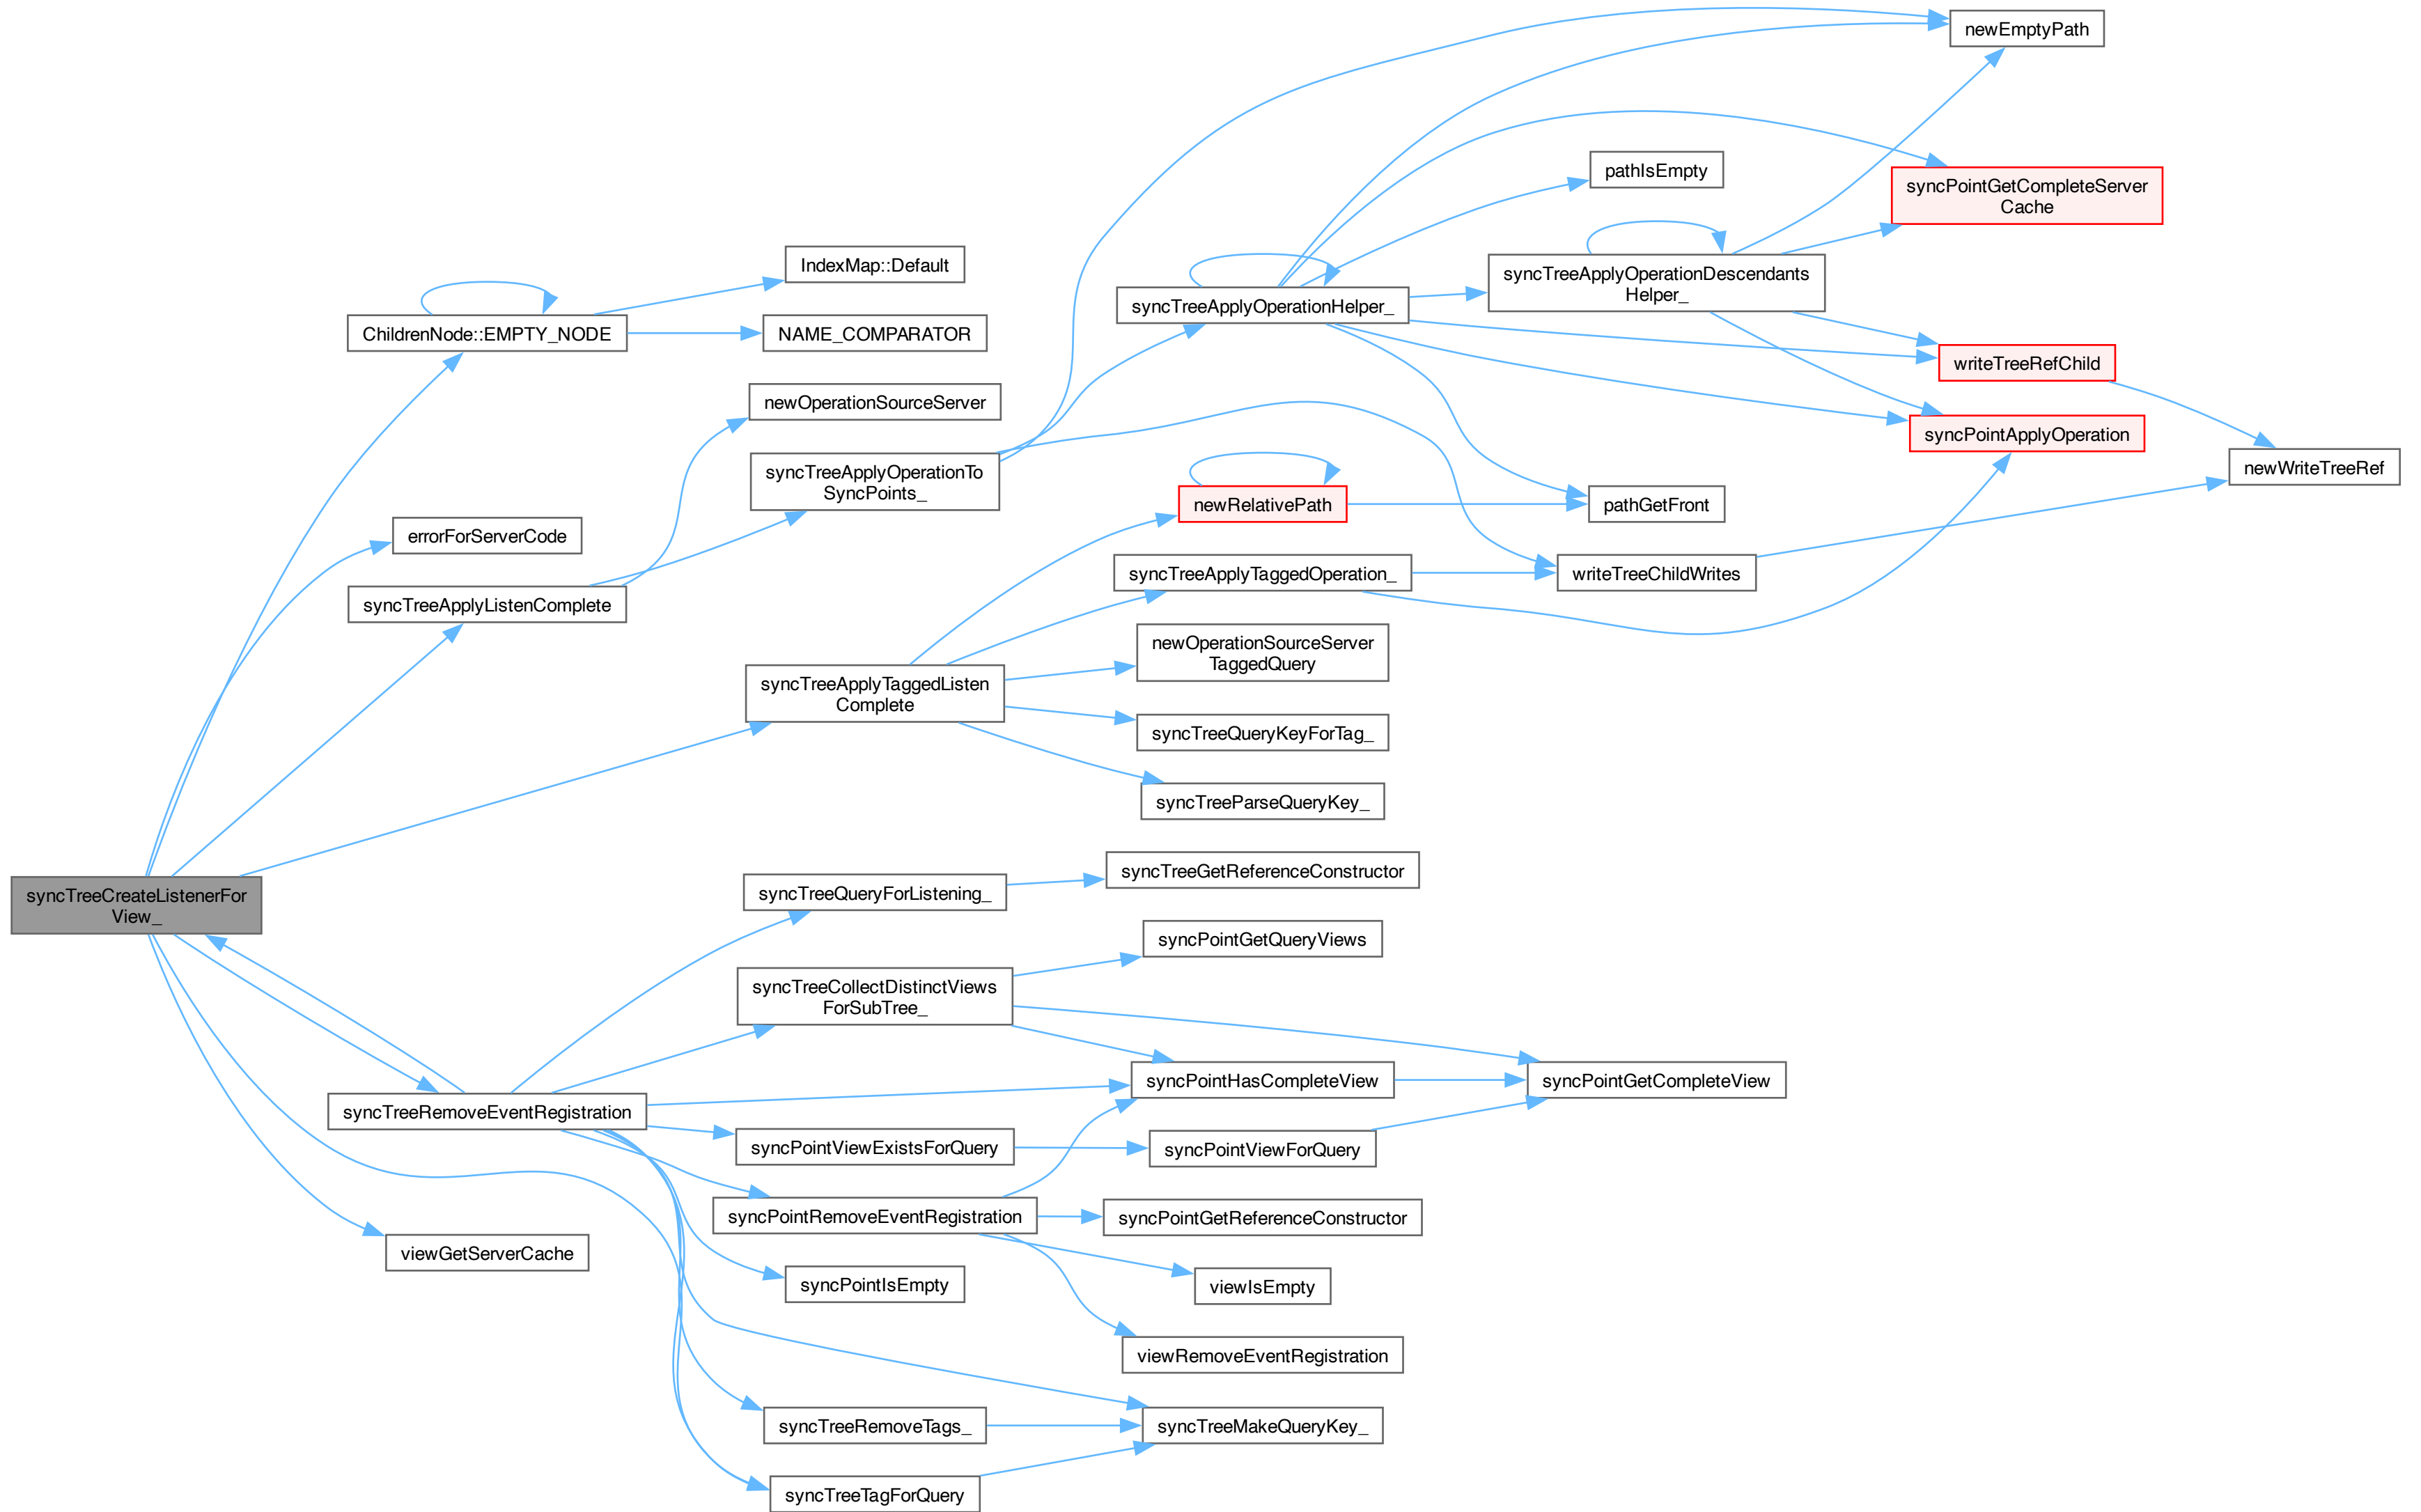 newEmptyPath
pathIsEmpty
syncPointGetCompleteServer
Cache
IndexMap::Default
syncTreeApplyOperationDescendants
Helper_
syncTreeApplyOperationHelper_
ChildrenNode::EMPTY_NODE
NAME_COMPARATOR
writeTreeRefChild
newOperationSourceServer
syncPointApplyOperation
syncTreeApplyOperationTo
SyncPoints_
newWriteTreeRef
newRelativePath
pathGetFront
errorForServerCode
syncTreeApplyTaggedOperation_
writeTreeChildWrites
syncTreeApplyListenComplete
newOperationSourceServer
TaggedQuery
syncTreeApplyTaggedListen
Complete
syncTreeQueryKeyForTag_
syncTreeParseQueryKey_
syncTreeGetReferenceConstructor
syncTreeCreateListenerFor
View_
syncTreeQueryForListening_
syncPointGetQueryViews
syncTreeCollectDistinctViews
ForSubTree_
syncPointHasCompleteView
syncPointGetCompleteView
syncTreeRemoveEventRegistration
syncPointViewExistsForQuery
syncPointViewForQuery
syncPointRemoveEventRegistration
syncPointGetReferenceConstructor
viewGetServerCache
syncPointIsEmpty
viewIsEmpty
viewRemoveEventRegistration
syncTreeRemoveTags_
syncTreeMakeQueryKey_
syncTreeTagForQuery